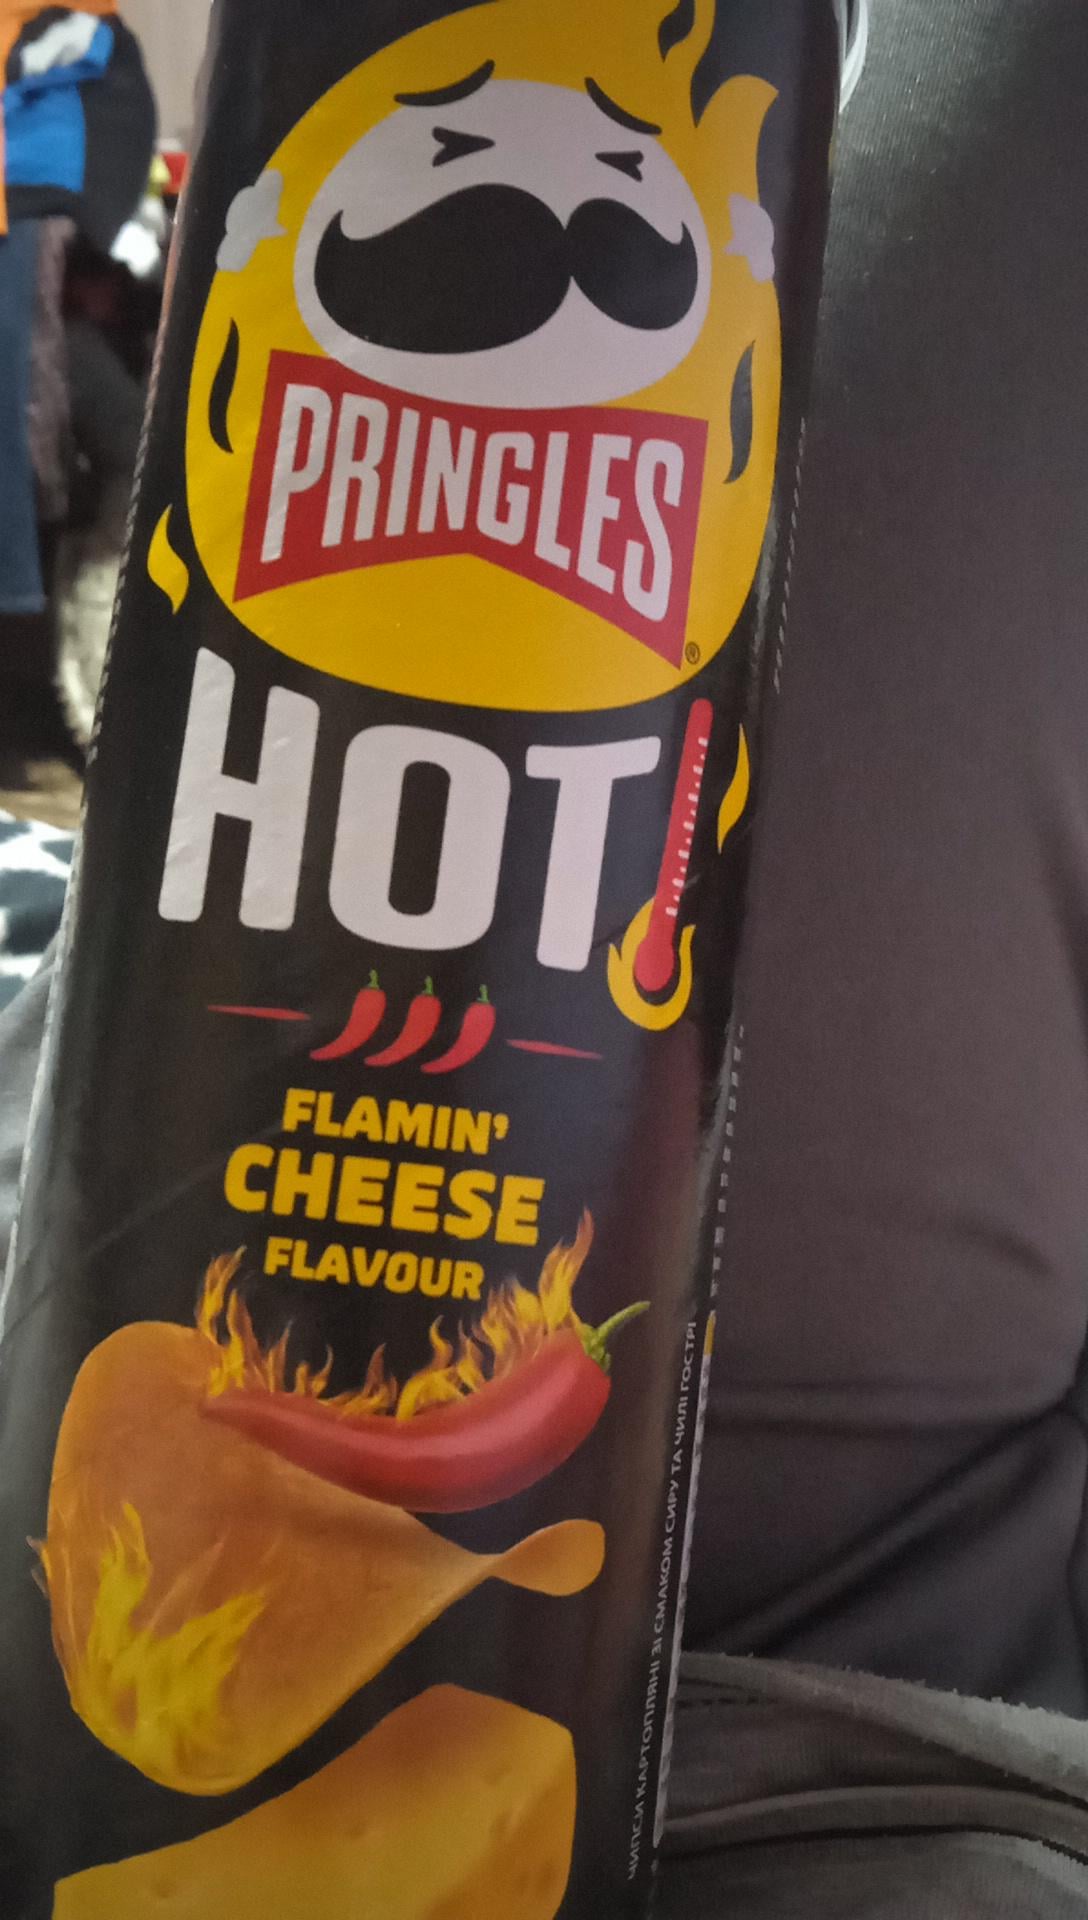 PRINGLES
®
HOT!
FLAMIN'
CHEESE
FLAVOUR
ЧИПСИ КАРТОПЛЯНІ ЗІ СМАКОМ СИРУ ТА ЧИЛІ ГОСТРІ